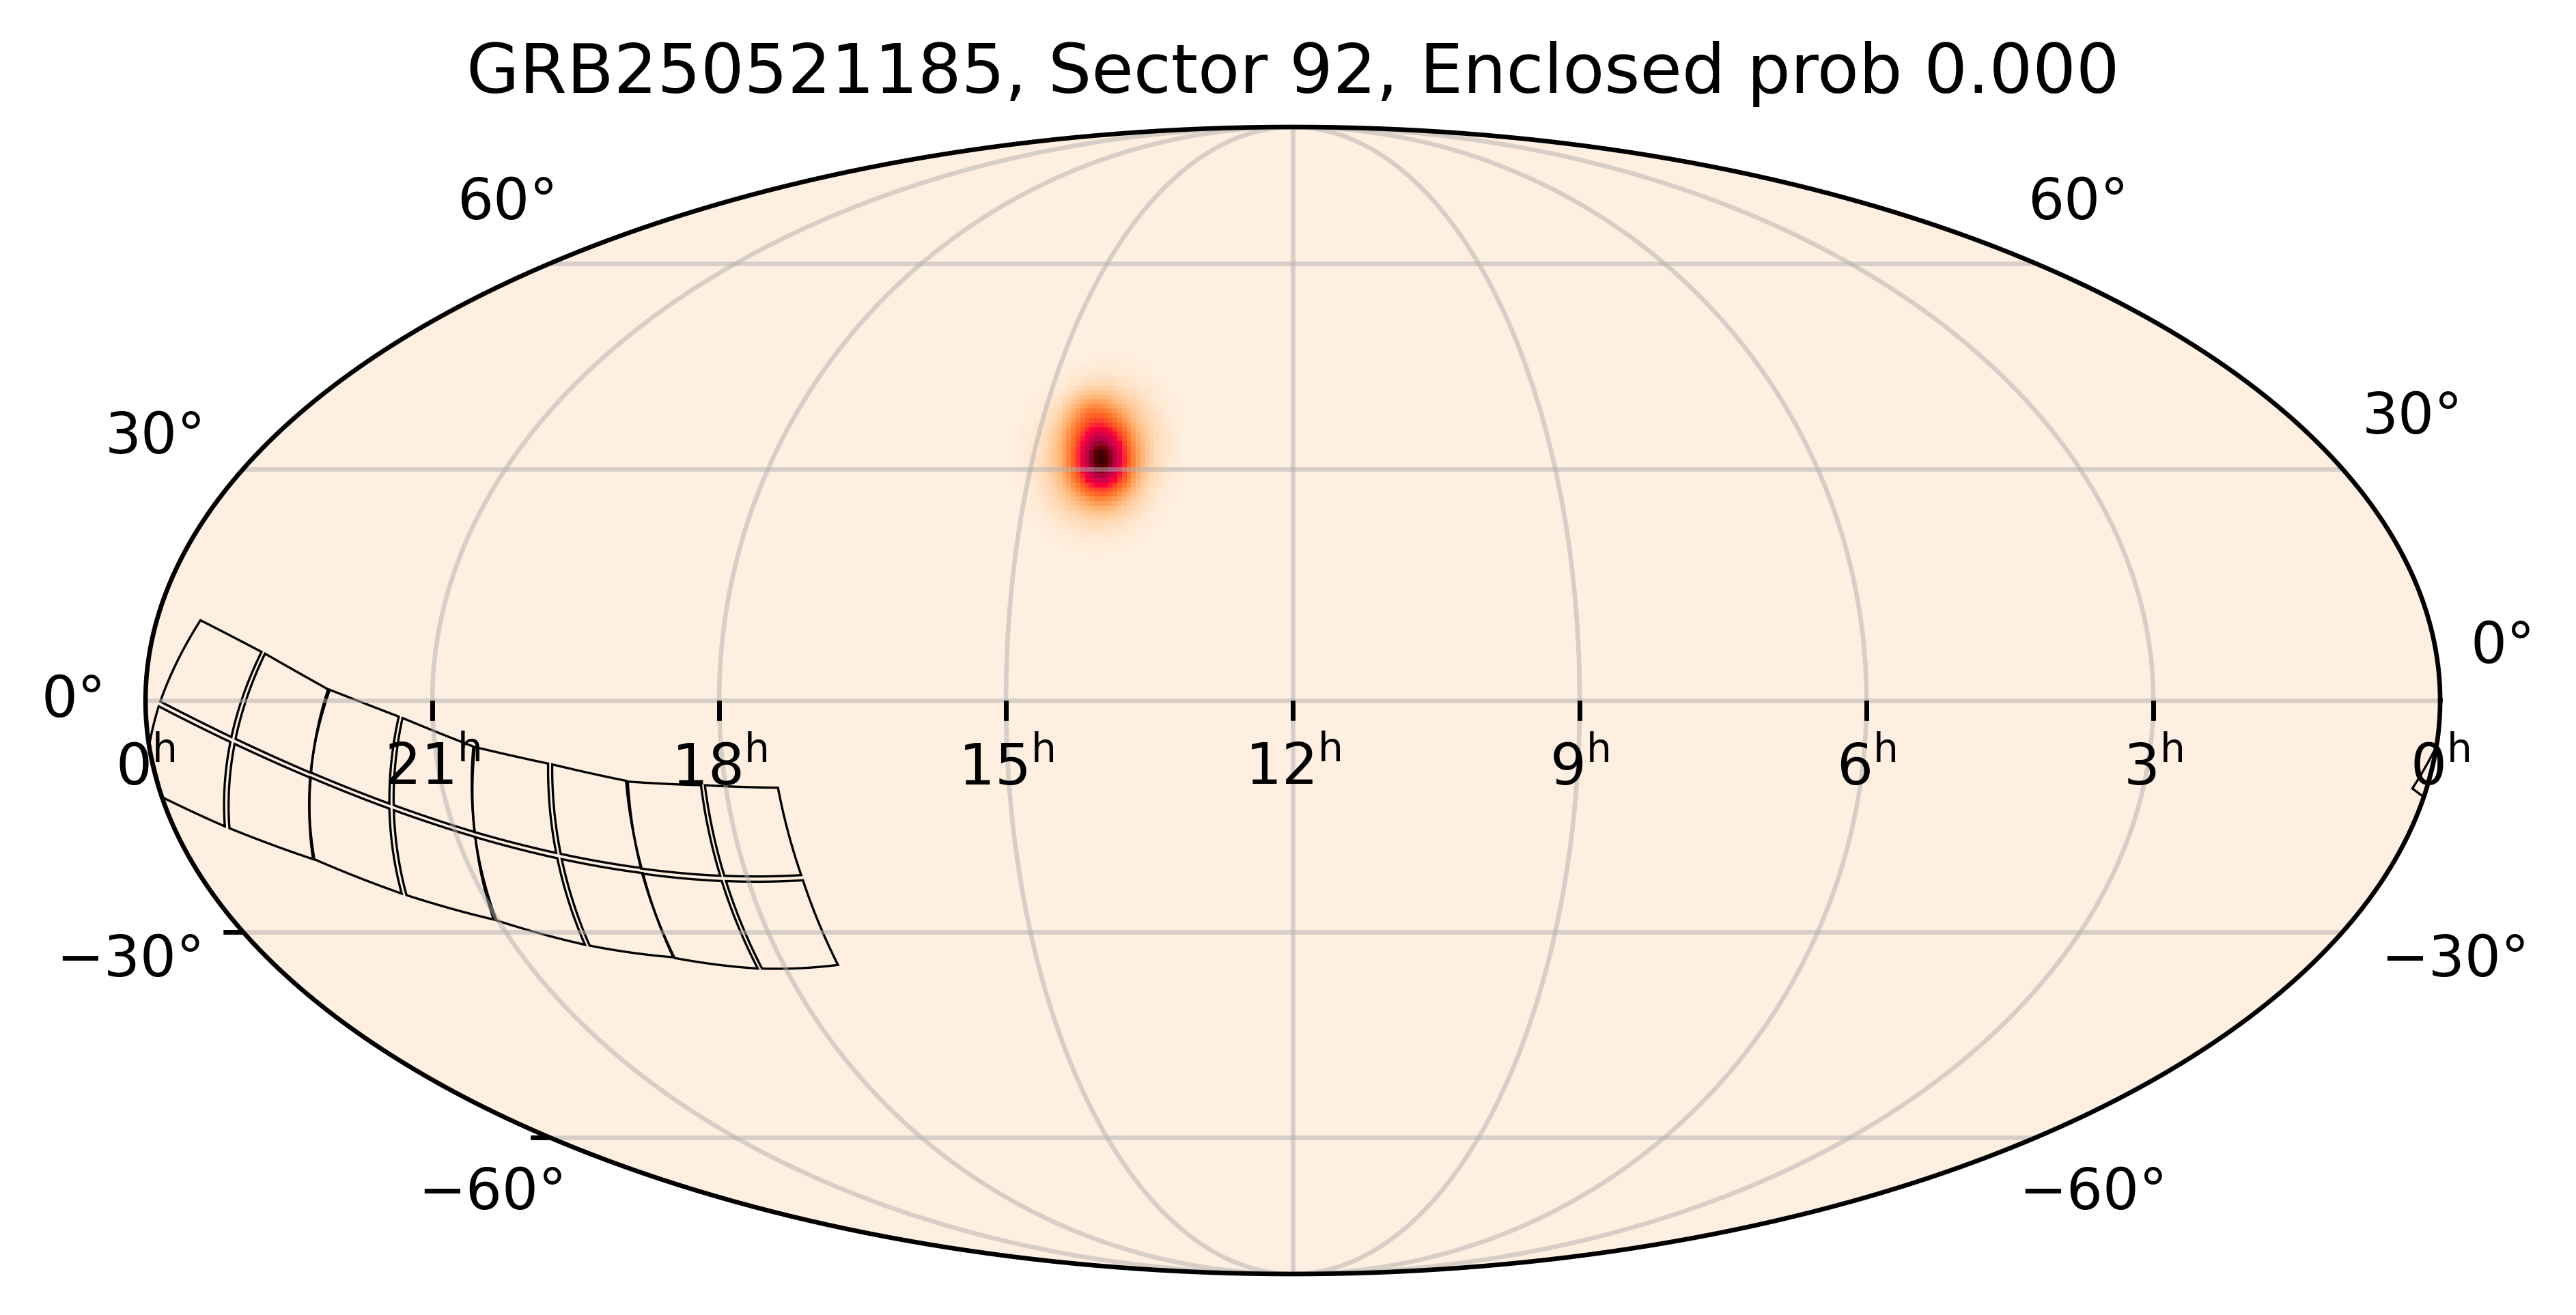 GRB250521185, Sector 92, Enclosed prob 0.000
60° 60°
30° 30°
0° 0°
0ʰ 21ʰ 18ʰ 15ʰ 12ʰ 9ʰ 6ʰ 3ʰ 0ʰ
−30° −30°
−60° −60°